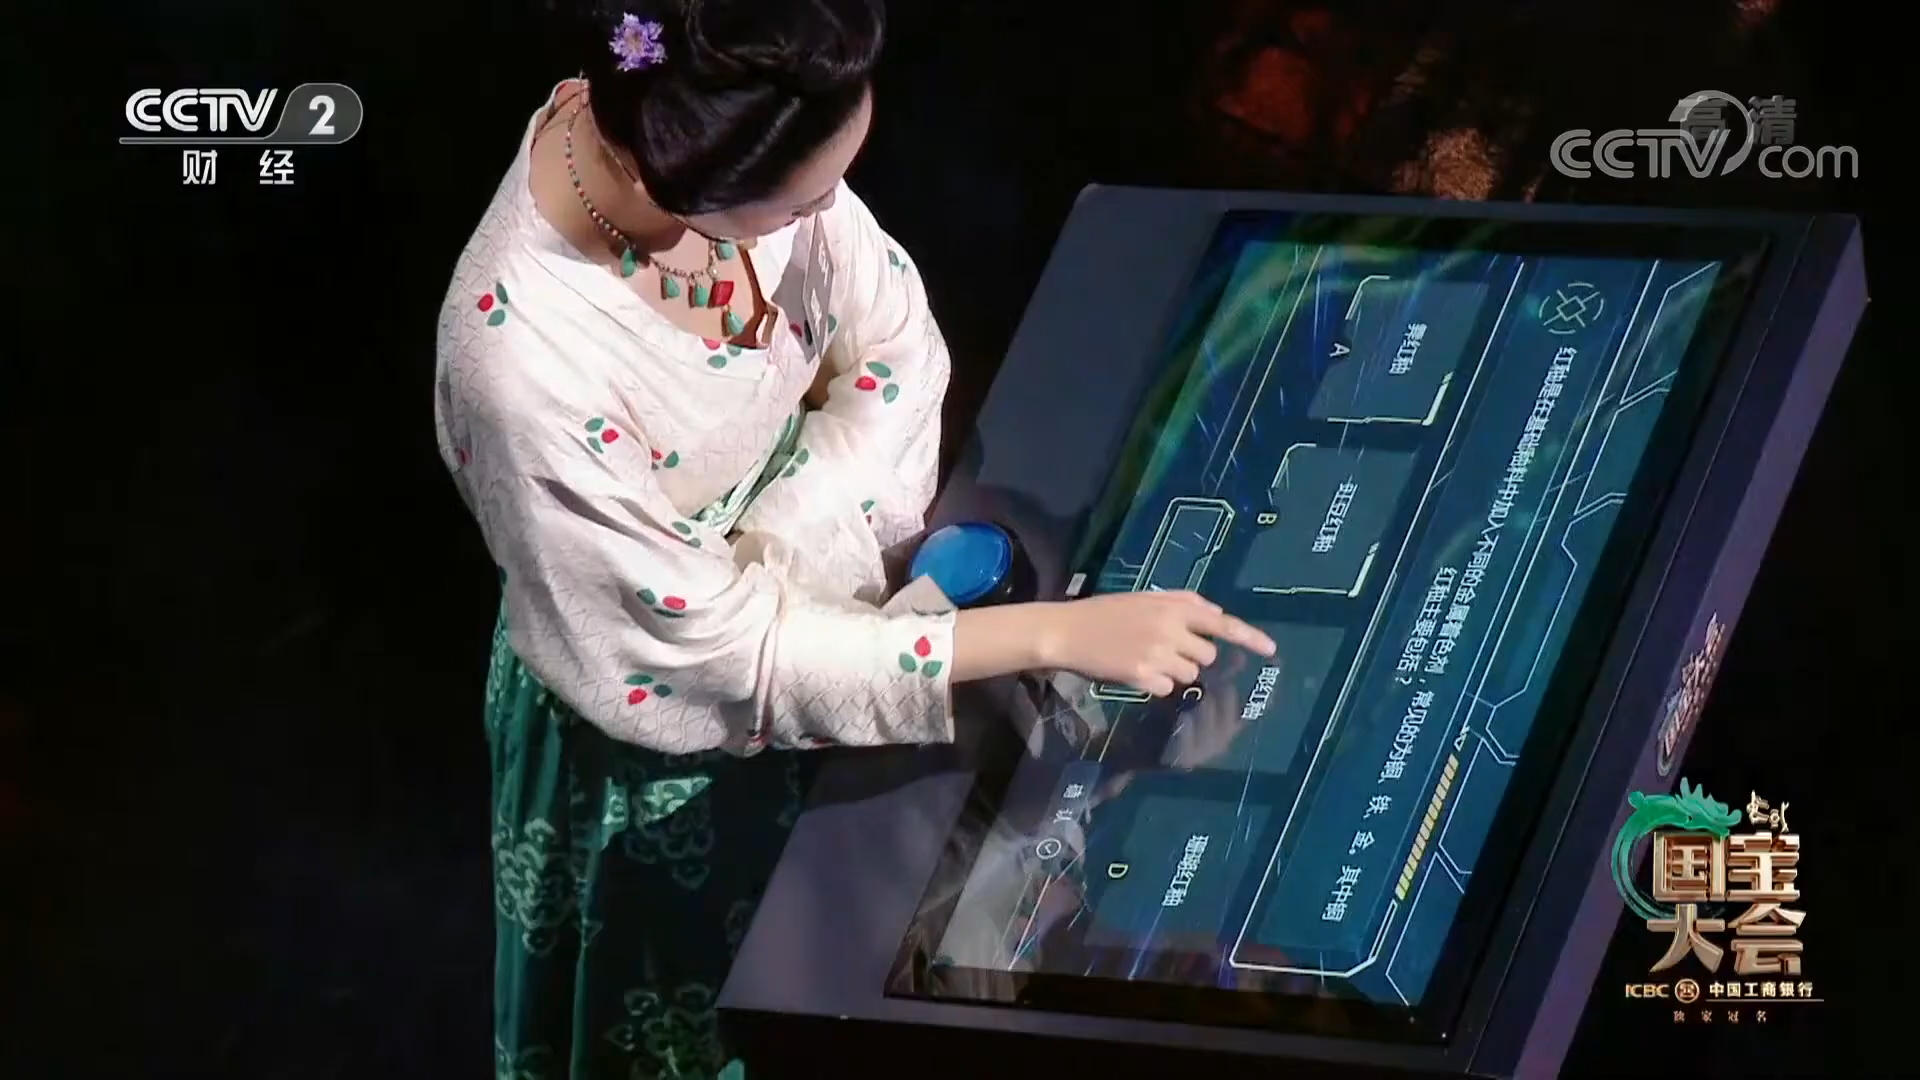 CCTV 2
财 经
高清
CCTV.com
红釉是在基础釉料中加入不同的金属着色剂，常见的为铜、铁、金。其中铜
红釉主要包括？
A
霁红釉
B
矾红釉
C
郎红釉
D
珊瑚红釉
确认
国宝
大会
ICBC 中国工商银行
独家冠名